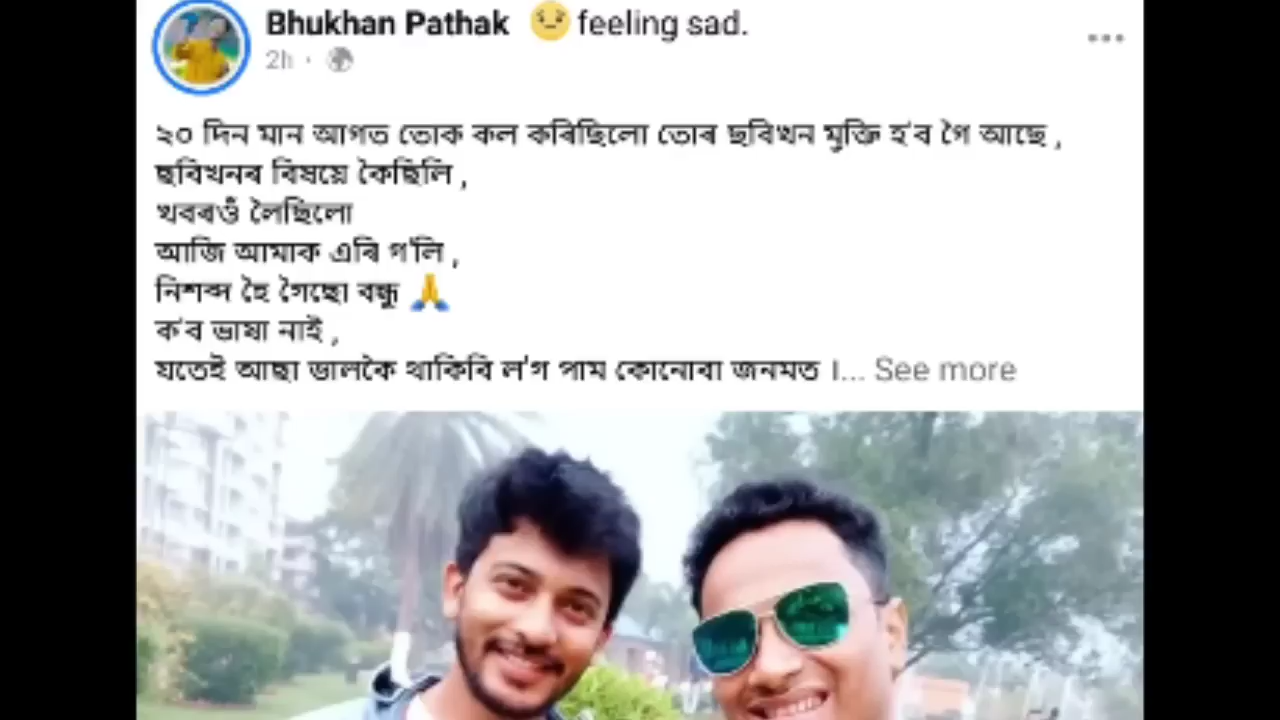 Bhukhan Pathak 😔 feeling sad.
2h ·
২০ দিন মান আগত তোক কল কৰিছিলো তোৰ ছবিখন মুক্তি হ'ব গৈ আছে ,
ছবিখনৰ বিষয়ে কৈছিলি ,
খবৰওঁ লৈছিলো
আজি আমাক এৰি গ'লি ,
নিশব্দ হৈ গৈছো বন্ধু 🙏
ক'ব ভাষা নাই ,
যতেই আছা ভালকৈ থাকিবি ল'গ পাম কোনোবা জনমত ।... See more